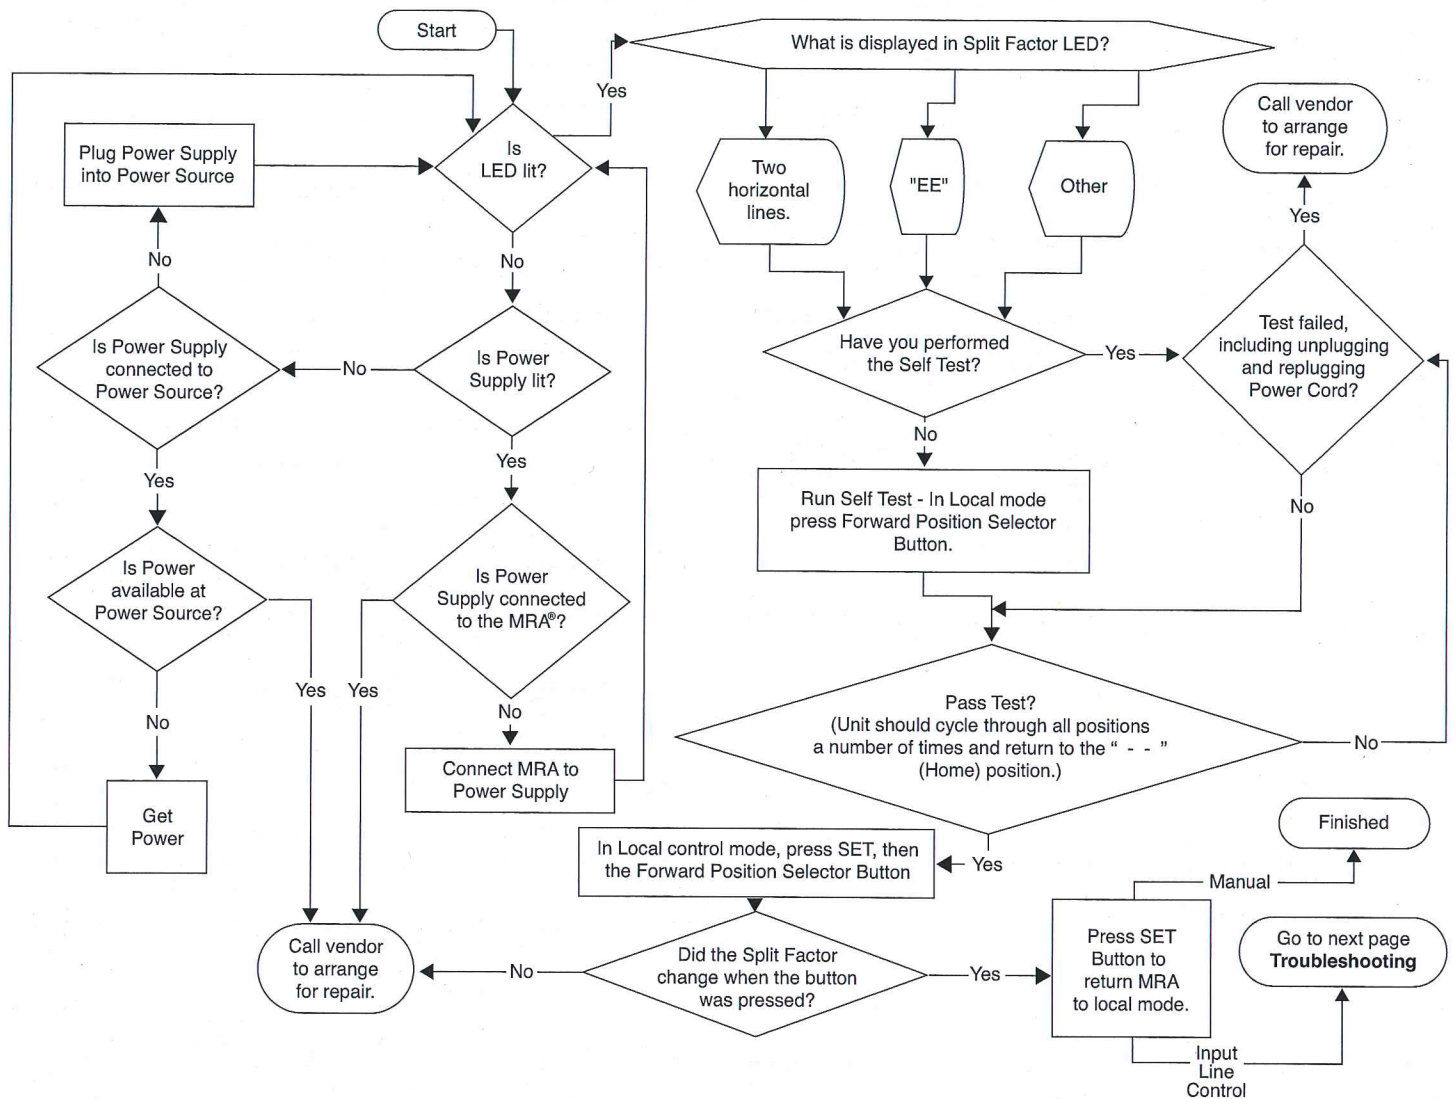 Start
What is displayed in Split Factor LED?
Yes
Call vendor
to arrange
for repair.
Plug Power Supply
into Power Source
Is
LED lit?
Two
horizontal
lines.
"EE"
Other
Yes
No
No
Is Power Supply
connected to
Power Source?
No
Is Power
Supply lit?
Have you performed
the Self Test?
Yes
Test failed,
including unplugging
and replugging
Power Cord?
No
Yes
Yes
Run Self Test - In Local mode
press Forward Position Selector
Button.
No
Is Power
available at
Power Source?
Is Power
Supply connected
to the MRA®?
Yes
Yes
No
No
Pass Test?
(Unit should cycle through all positions
a number of times and return to the “ - - ”
(Home) position.)
No
Connect MRA to
Power Supply
Get
Power
Yes
In Local control mode, press SET, then
the Forward Position Selector Button
Finished
Manual
Call vendor
to arrange
for repair.
No
Did the Split Factor
change when the button
was pressed?
Yes
Press SET
Button to
return MRA
to local mode.
Go to next page
Troubleshooting
Input
Line
Control